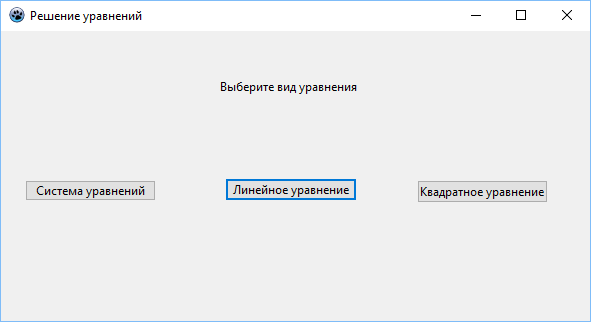 Решение уравнений
Выберите вид уравнения
Система уравнений
Линейное уравнение
Квадратное уравнение